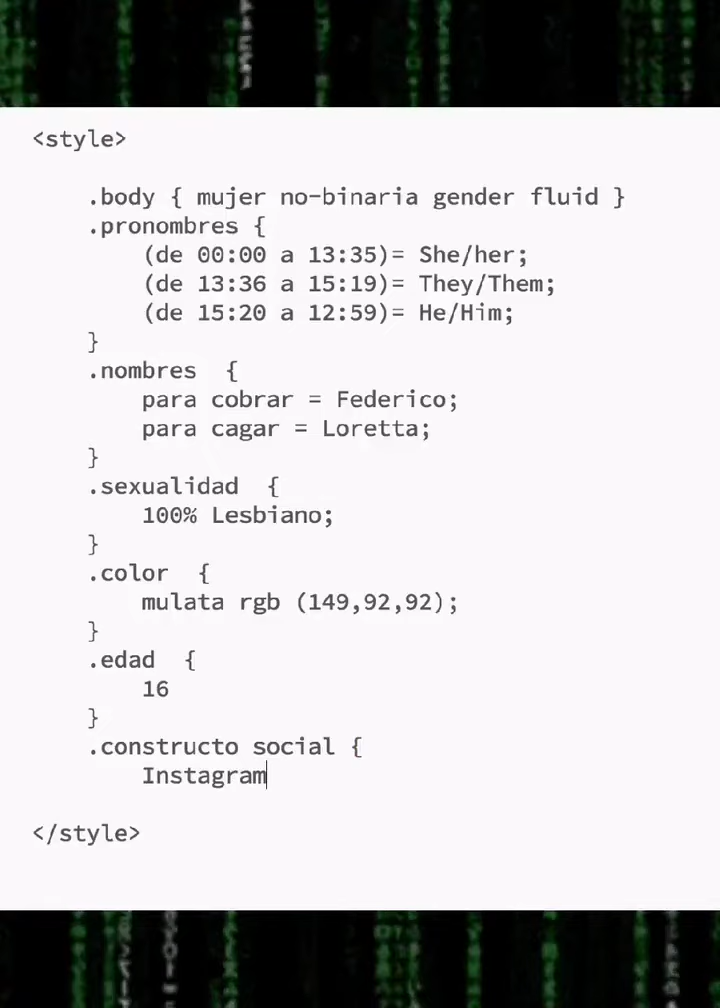 <style>
.body { mujer no-binaria gender fluid }
.pronombres {
(de 00:00 a 13:35)= She/her;
(de 13:36 a 15:19)= They/Them;
(de 15:20 a 12:59)= He/Him;
}
.nombres {
para cobrar = Federico;
para cagar = Loretta;
}
.sexualidad {
100% Lesbiano;
}
.color {
mulata rgb (149,92,92);
}
.edad {
16
}
.constructo social {
Instagram
</style>